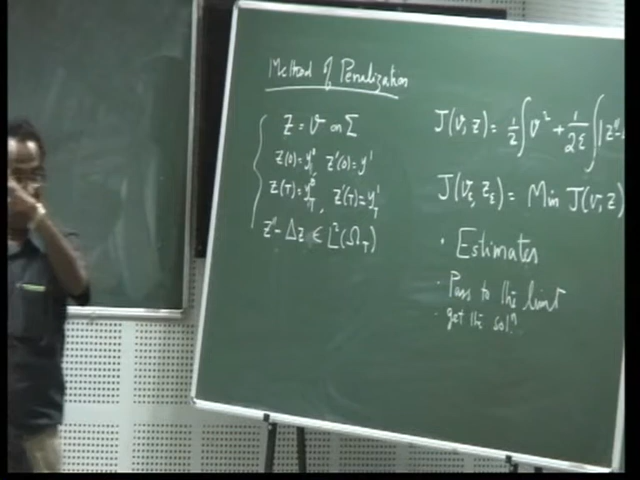 Method of Penalization
z = v on Σ
z(0) = y⁰, z'(0) = y¹
z(T) = y⁰_T, z'(T) = y¹_T
z'' - Δz ∈ L²(Ω_T)
J(v, z) = 1/2 ∫ v² + 1/2ε ∫ |z'' -
J(v_ε, z_ε) = Min J(v, z)
· Estimates
· Pass to the limit
· get the solⁿ.